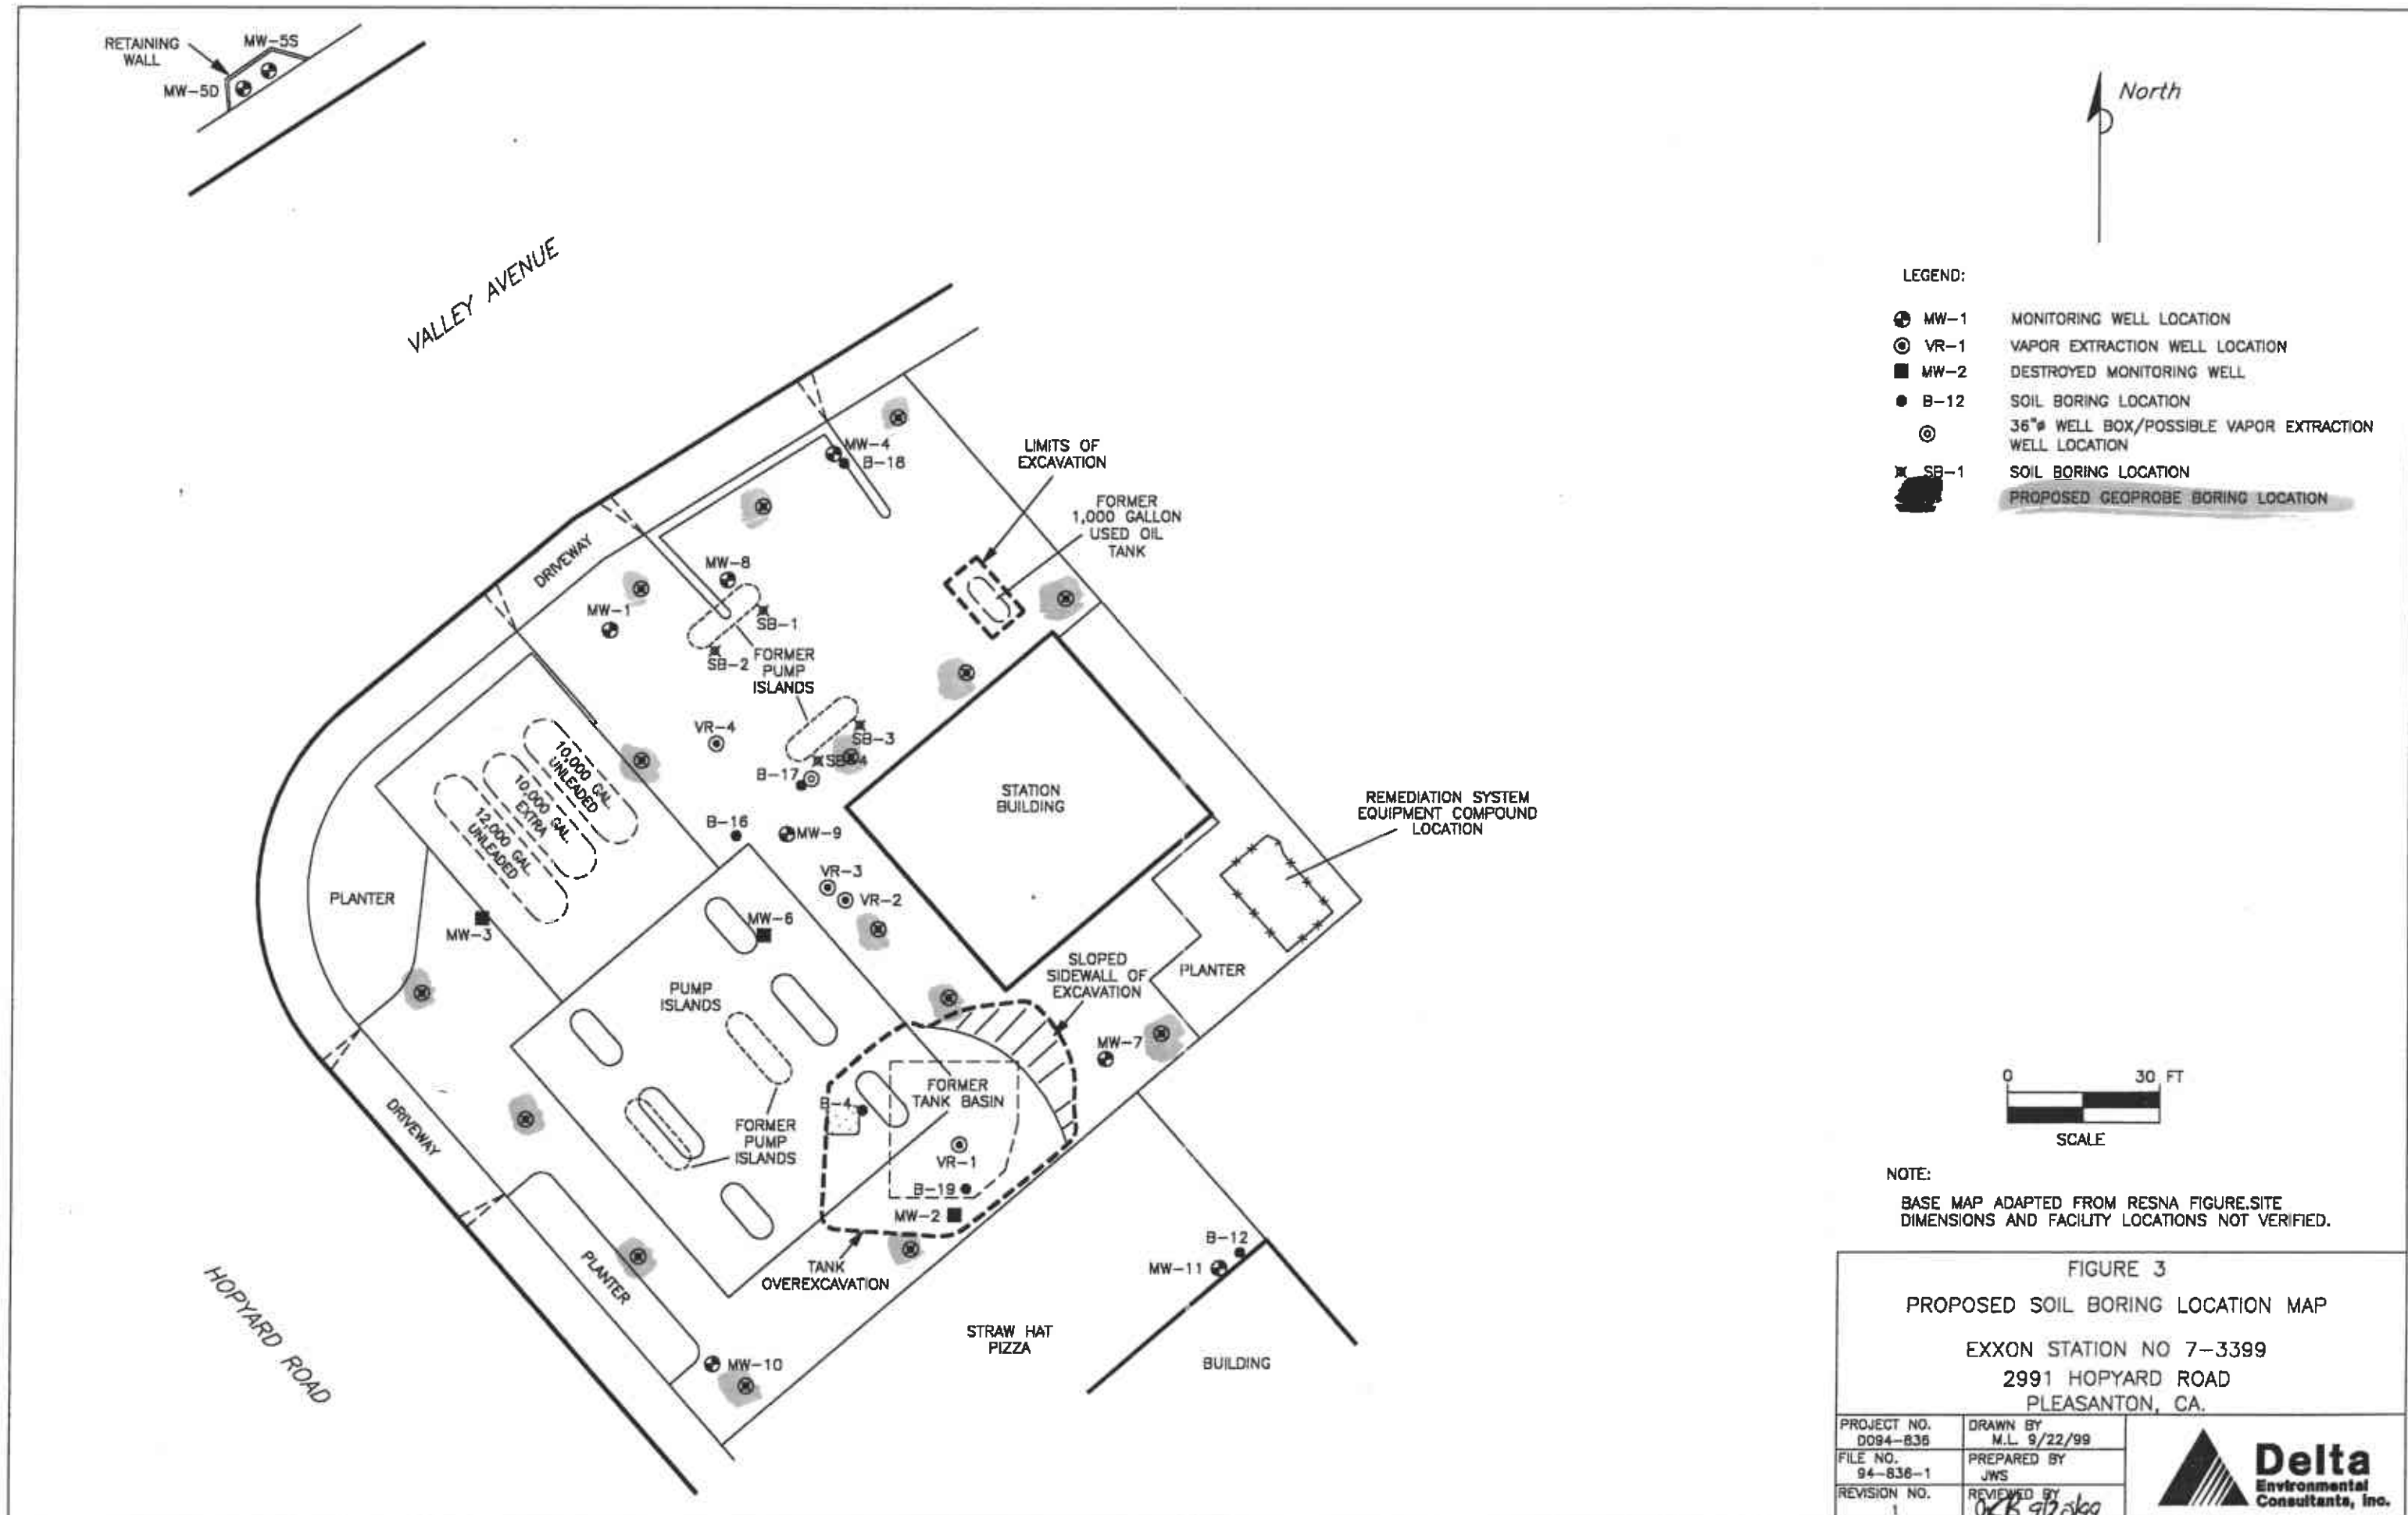 RETAINING
WALL
MW-5S
MW-5D
North
VALLEY AVENUE
LEGEND:
MW-1 MONITORING WELL LOCATION
VR-1 VAPOR EXTRACTION WELL LOCATION
MW-2 DESTROYED MONITORING WELL
B-12 SOIL BORING LOCATION
36"ø WELL BOX/POSSIBLE VAPOR EXTRACTION
WELL LOCATION
SB-1 SOIL BORING LOCATION
PROPOSED GEOPROBE BORING LOCATION
MW-4
B-18
LIMITS OF
EXCAVATION
FORMER
1,000 GALLON
USED OIL
TANK
DRIVEWAY
MW-8
MW-1
SB-1
SB-2
FORMER
PUMP
ISLANDS
VR-4
SB-3
SB-4
B-17
10,000 GAL.
UNLEADED
10,000 GAL.
EXTRA
12,000 GAL.
UNLEADED
STATION
BUILDING
REMEDIATION SYSTEM
EQUIPMENT COMPOUND
LOCATION
B-16
MW-9
VR-3
VR-2
PLANTER
MW-3
MW-6
SLOPED
SIDEWALL OF
EXCAVATION
PLANTER
PUMP
ISLANDS
MW-7
FORMER
TANK BASIN
B-4
DRIVEWAY
FORMER
PUMP
ISLANDS
VR-1
B-19
MW-2
TANK
OVEREXCAVATION
PLANTER
B-12
MW-11
HOPYARD ROAD
STRAW HAT
PIZZA
BUILDING
MW-10
0 30 FT
SCALE
NOTE:
BASE MAP ADAPTED FROM RESNA FIGURE.SITE
DIMENSIONS AND FACILITY LOCATIONS NOT VERIFIED.
FIGURE 3
PROPOSED SOIL BORING LOCATION MAP
EXXON STATION NO 7-3399
2991 HOPYARD ROAD
PLEASANTON, CA.
PROJECT NO.
D094-836
DRAWN BY
M.L. 9/22/99
FILE NO.
94-836-1
PREPARED BY
JWS
REVISION NO.
1
REVIEWED BY
Delta
Environmental
Consultants, Inc.